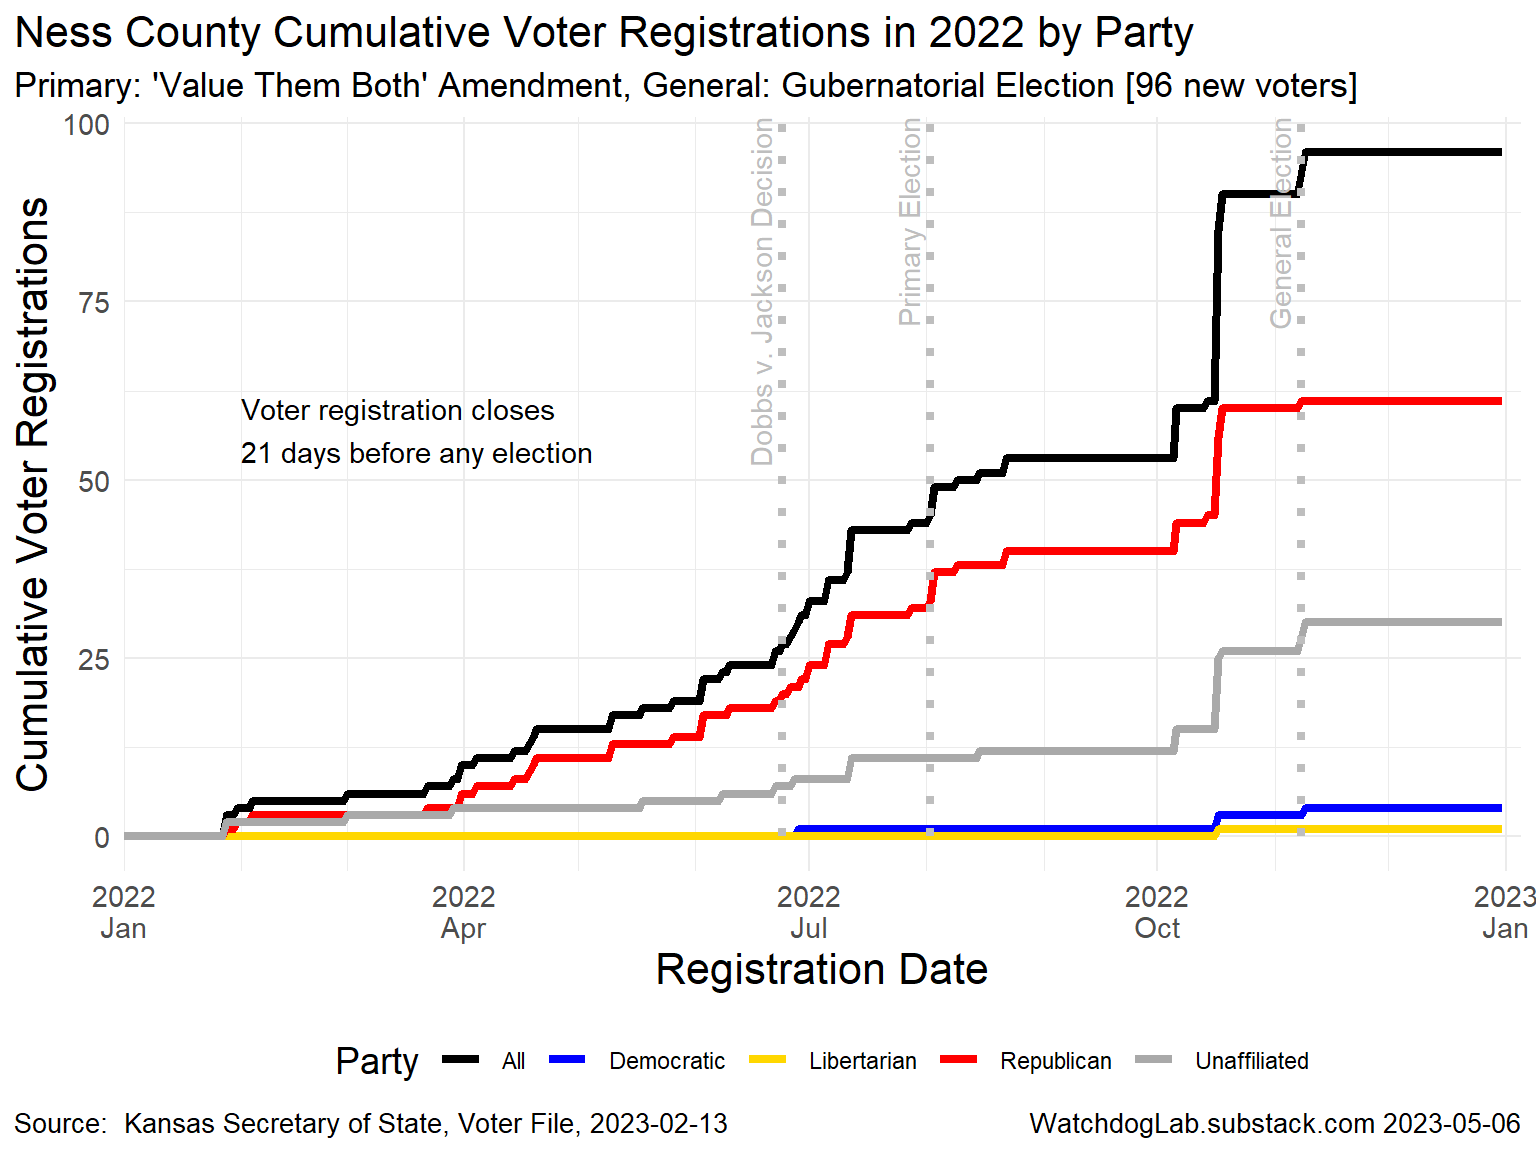 Ness County Cumulative Voter Registrations in 2022 by Party
Primary: 'Value Them Both' Amendment, General: Gubernatorial Election [96 new voters]
Cumulative Voter Registrations
100
75
50
25
0
Dobbs v. Jackson Decision
Primary Election
General Election
Voter registration closes
21 days before any election
2022
Jan
2022
Apr
2022
Jul
2022
Oct
2023
Jan
Registration Date
Party
All
Democratic
Libertarian
Republican
Unaffiliated
Source:  Kansas Secretary of State, Voter File, 2023-02-13
WatchdogLab.substack.com 2023-05-06